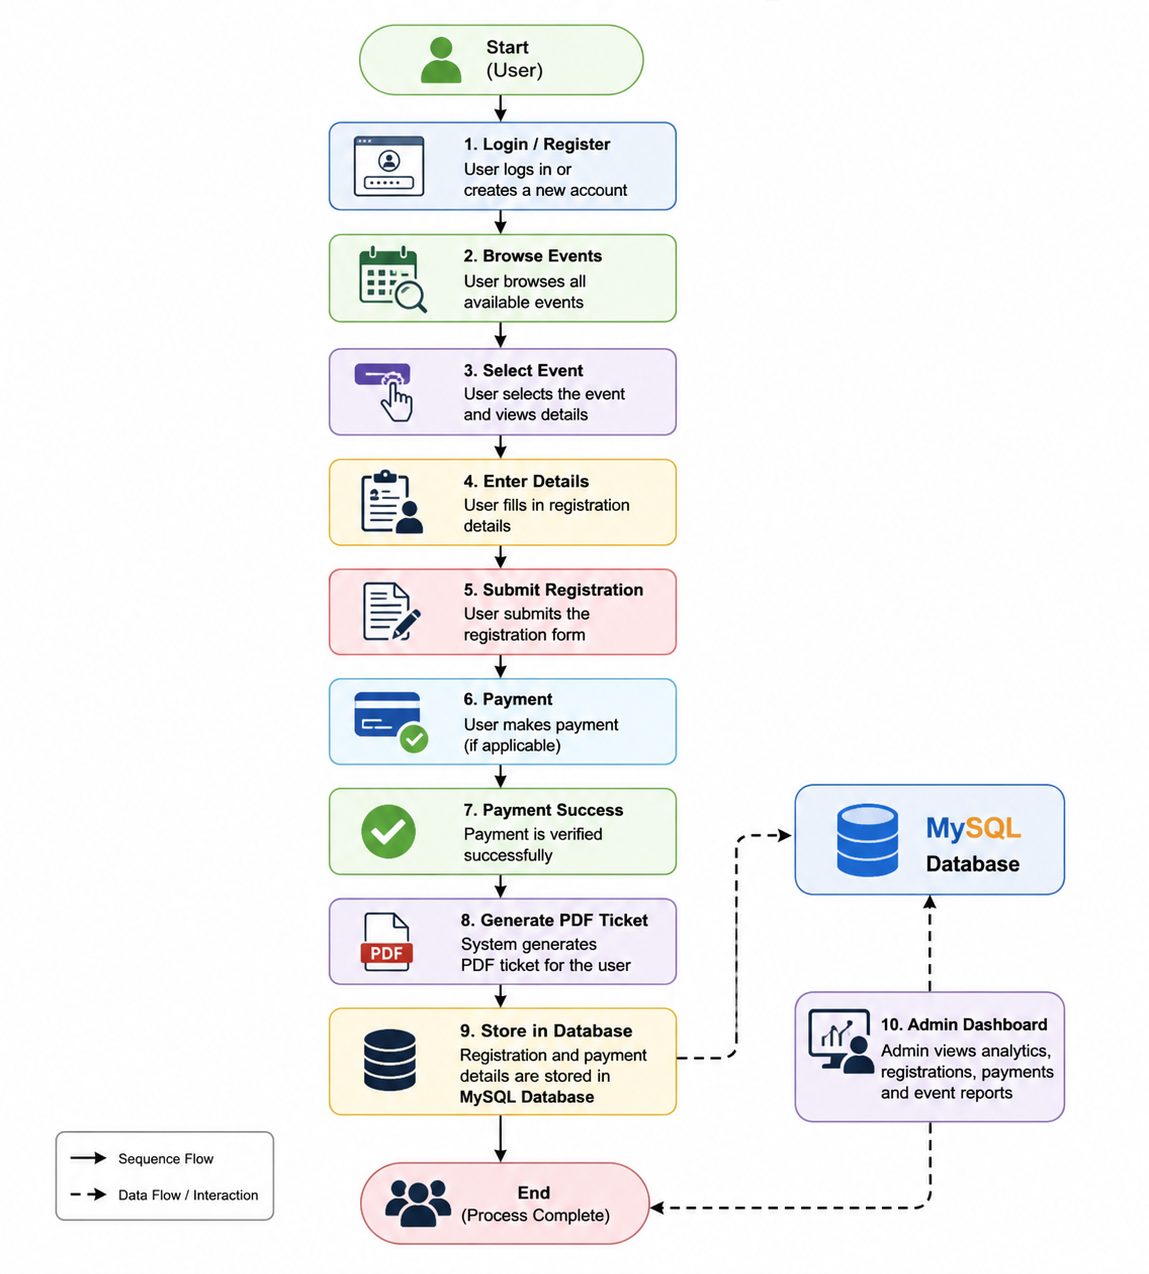 Start
(User)
1. Login / Register
User logs in or
creates a new account
2. Browse Events
User browses all
available events
3. Select Event
User selects the event
and views details
4. Enter Details
User fills in registration
details
5. Submit Registration
User submits the
registration form
6. Payment
User makes payment
(if applicable)
7. Payment Success
Payment is verified
successfully
8. Generate PDF Ticket
System generates
PDF ticket for the user
PDF
9. Store in Database
Registration and payment
details are stored in
MySQL Database
MySQL
Database
10. Admin Dashboard
Admin views analytics,
registrations, payments
and event reports
End
(Process Complete)
Sequence Flow
Data Flow / Interaction